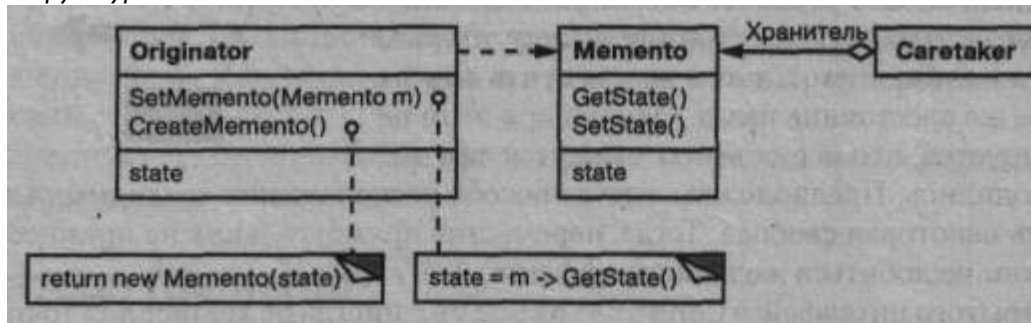 Originator
SetMemento(Memento m)
CreateMemento()
state
Memento
GetState()
SetState()
state
Хранитель
Caretaker
return new Memento(state)
state = m -> GetState()